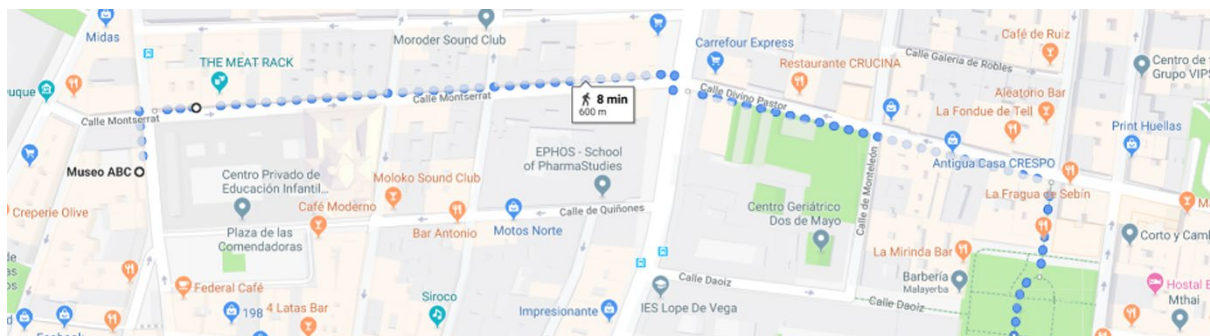 Midas
Moroder Sound Club
Carrefour Express
Café de Ruiz
Calle Galeria de Robles
Centro de
Grupo VIPS
THE MEAT RACK
Restaurante CRUCINA
Aleatorio Bar
uque
8 min
600 m
Calle Montserrat
Calle Divino Pastor
La Fondue de Tell
Calle Montserrat
Print Huellas
EPHOS - School
of PharmaStudies
Antigua Casa CRESPO
Museo ABC
Centro Privado de
Educación Infantil...
Moloko Sound Club
La Fragua de Sebín
Creperie Olive
Café Moderno
Calle de Quiñones
Centro Geriátrico
Dos de Mayo
Calle de Monteleón
Plaza de las
Comendadoras
Bar Antonio
Motos Norte
Corto y Camb
La Mirinda Bar
Calle Daoiz
Barbería
Malayerba
Federal Café
198
4 Latas Bar
Siroco
Impresionante
IES Lope De Vega
Calle Daoiz
Hostal B
Mthai